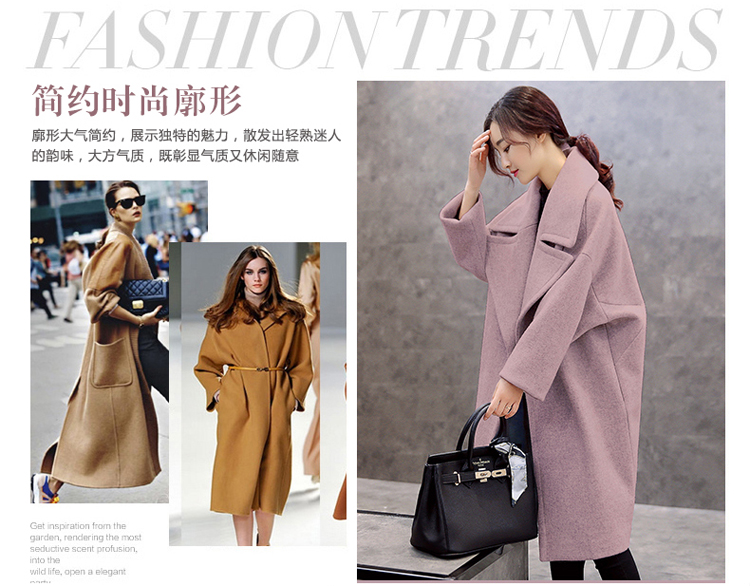 FASHION TRENDS
简约时尚廓形
廓形大气简约，展示独特的魅力，散发出轻熟迷人
的韵味，大方气质，既彰显气质又休闲随意
Get inspiration from the
garden, rendering the most
seductive scent profusion,
into the
wild life, open a elegant